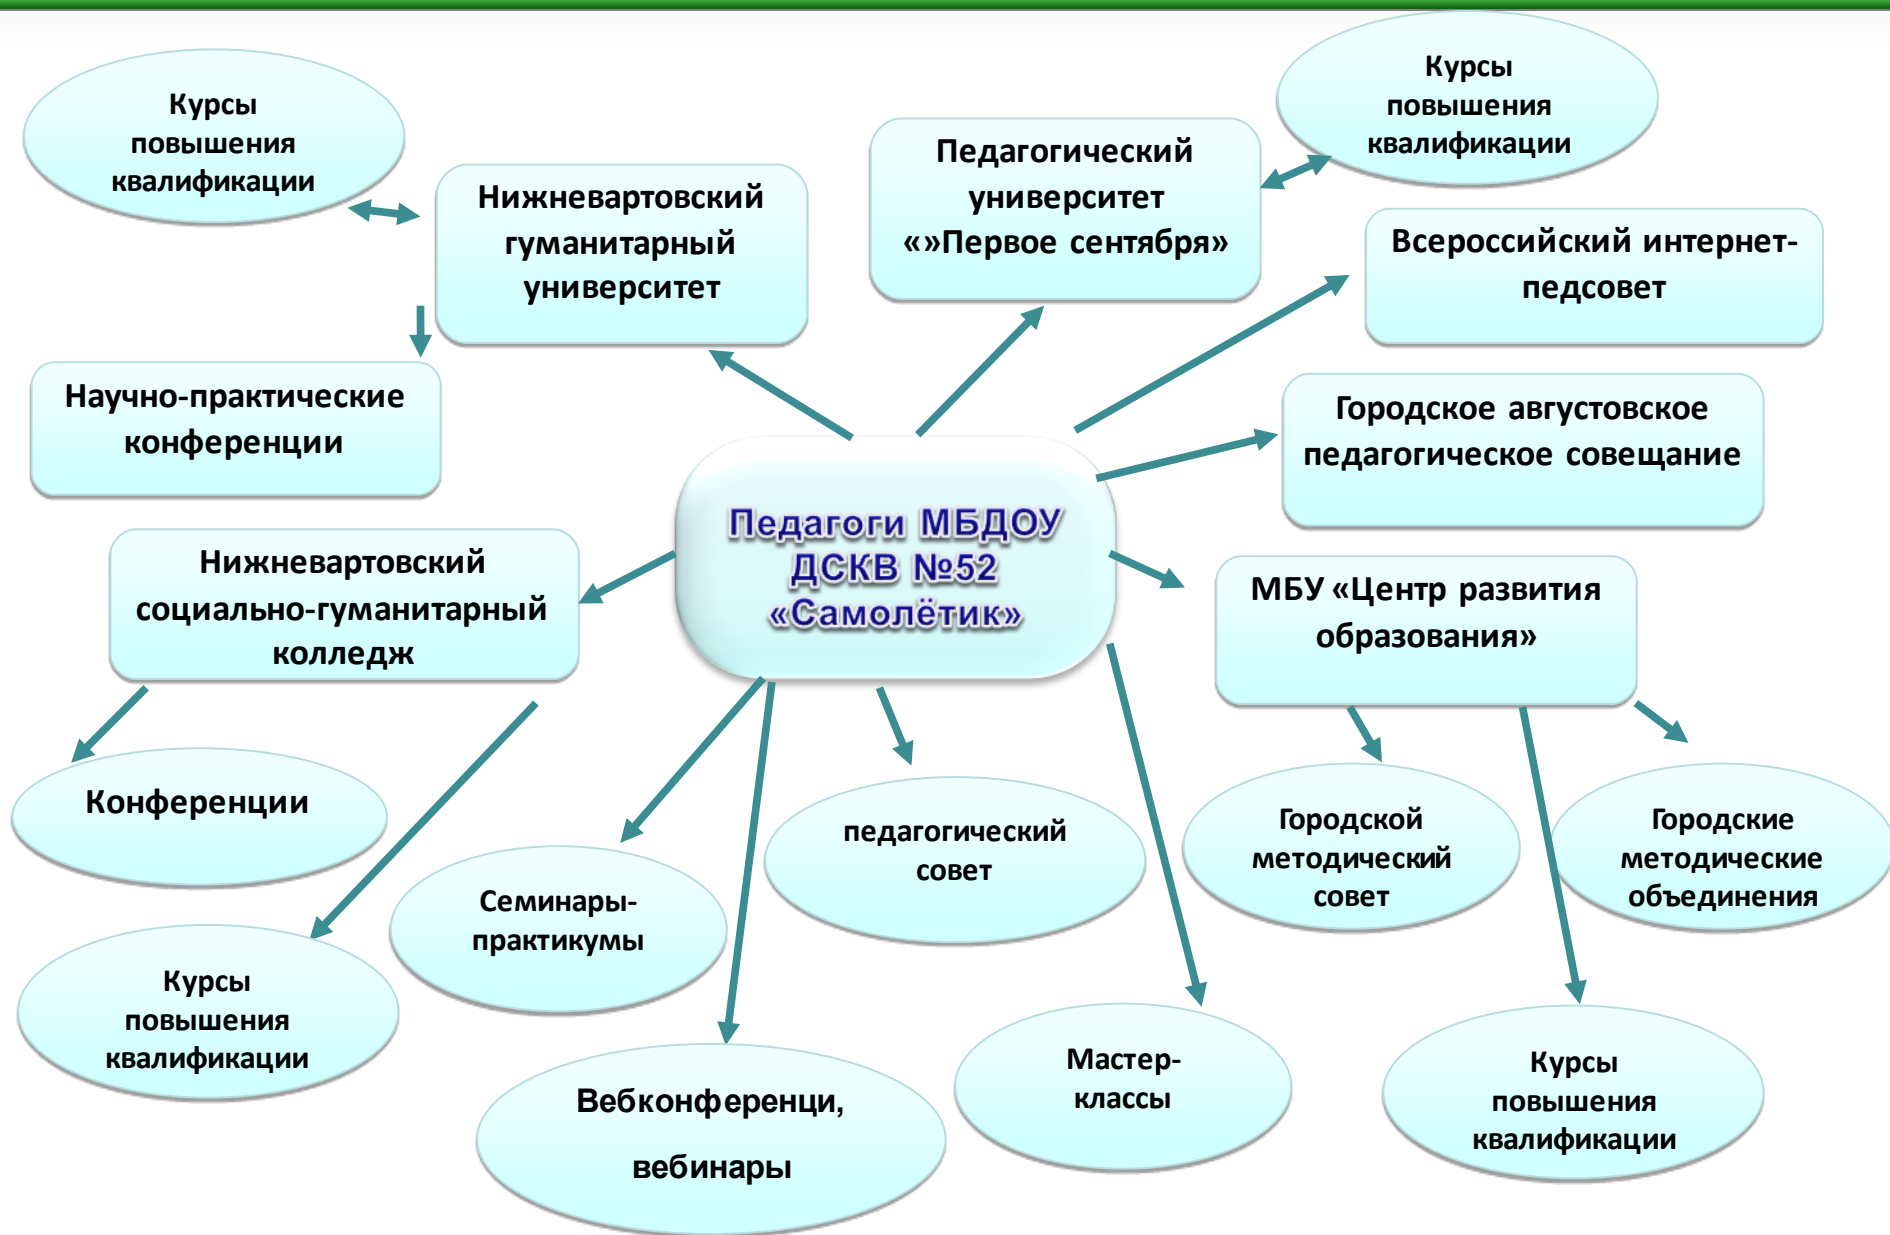 Курсы
повышения
квалификации
Нижневартовский
гуманитарный
университет
Педагогический
университет
«»Первое сентября»
Курсы
повышения
квалификации
Всероссийский интернет-
педсовет
Научно-практические
конференции
Городское августовское
педагогическое совещание
Педагоги МБДОУ
ДСКВ №52
«Самолётик»
Нижневартовский
социально-гуманитарный
колледж
МБУ «Центр развития
образования»
Конференции
педагогический
совет
Городской
методический
совет
Городские
методические
объединения
Семинары-
практикумы
Курсы
повышения
квалификации
Вебконференци,
вебинары
Мастер-
классы
Курсы
повышения
квалификации